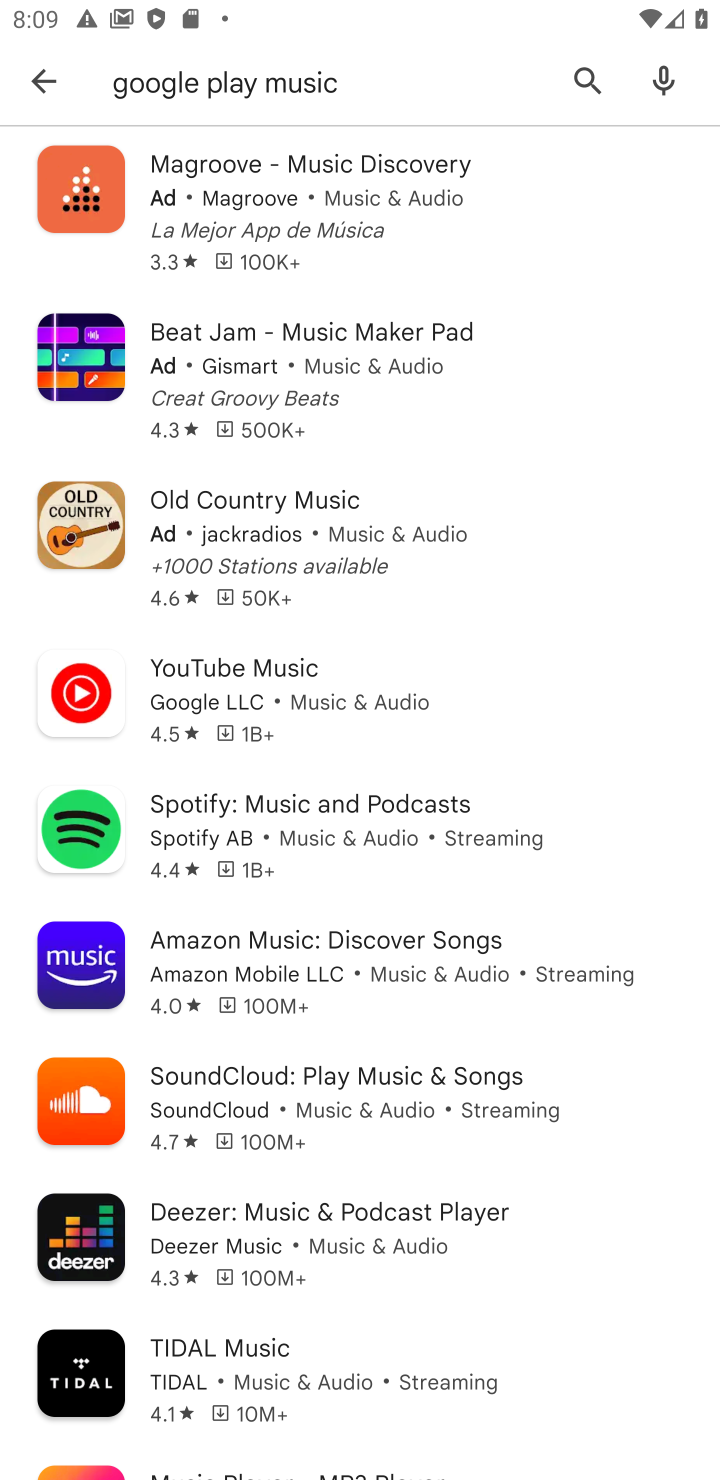 8:09
google play music
Magroove - Music Discovery
Ad • Magroove • Music & Audio
La Mejor App de Música
3.3★ 100K+
Beat Jam - Music Maker Pad
Ad • Gismart • Music & Audio
Creat Groovy Beats
4.3★ 500K+
OLD
COUNTRY
Old Country Music
Ad • jackradios • Music & Audio
+1000 Stations available
4.6★ 50K+
YouTube Music
Google LLC • Music & Audio
4.5★ 1B+
Spotify: Music and Podcasts
Spotify AB • Music & Audio • Streaming
4.4★ 1B+
music
Amazon Music: Discover Songs
Amazon Mobile LLC • Music & Audio • Streaming
4.0★ 100M+
SoundCloud: Play Music & Songs
SoundCloud • Music & Audio • Streaming
4.7★ 100M+
deezer
Deezer: Music & Podcast Player
Deezer Music • Music & Audio
4.3★ 100M+
TIDAL
TIDAL Music
TIDAL • Music & Audio • Streaming
4.1★ 10M+
Music Player - MP3 Player